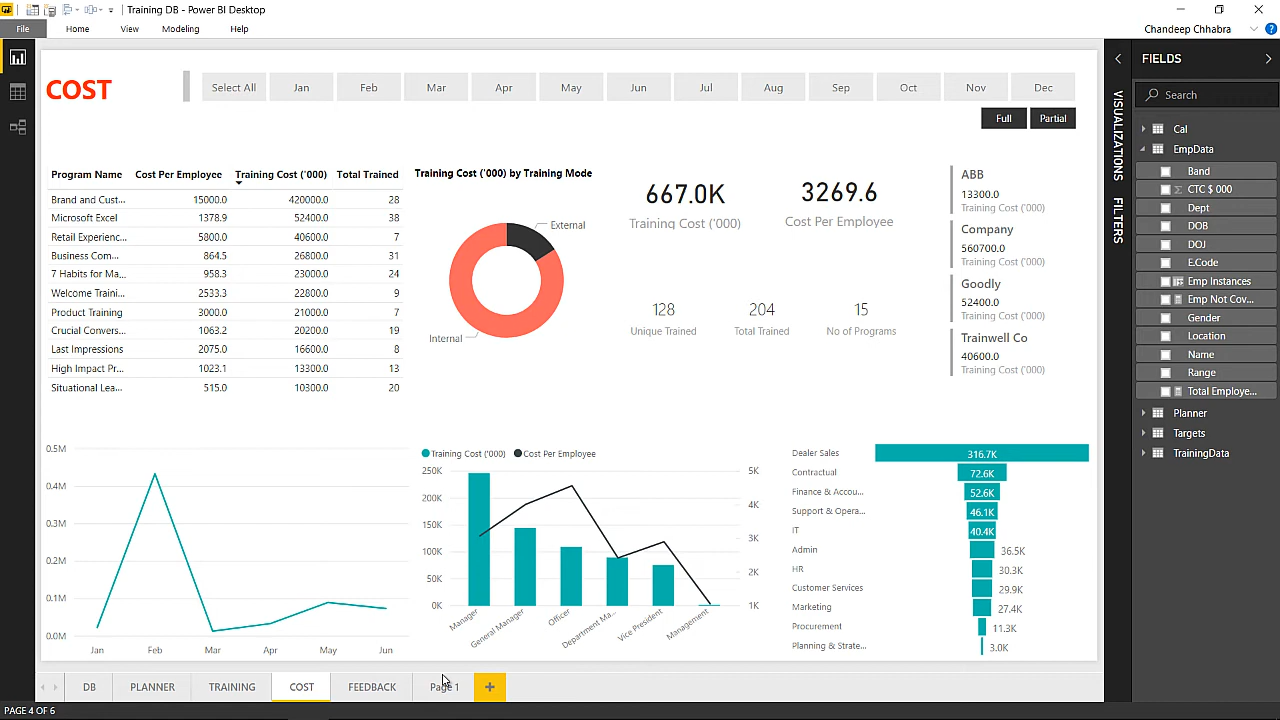 Training DB - Power BI Desktop
File Home View Modeling Help Chandeep Chhabra
COST
Select All Jan Feb Mar Apr May Jun Jul Aug Sep Oct Nov Dec
Full Partial
Program Name Cost Per Employee Training Cost ('000) Total Trained
Brand and Cust... 15000.0 420000.0 28
Microsoft Excel 1378.9 52400.0 38
Retail Experienc... 5800.0 40600.0 7
Business Com... 864.5 26800.0 31
7 Habits for Ma... 958.3 23000.0 24
Welcome Traini... 2533.3 22800.0 9
Product Training 3000.0 21000.0 7
Crucial Convers... 1063.2 20200.0 19
Last Impressions 2075.0 16600.0 8
High Impact Pr... 1023.1 13300.0 13
Situational Lea... 515.0 10300.0 20
Training Cost ('000) by Training Mode
External
Internal
667.0K
Training Cost ('000)
3269.6
Cost Per Employee
128
Unique Trained
204
Total Trained
15
No of Programs
ABB
13300.0
Training Cost ('000)
Company
560700.0
Training Cost ('000)
Goodly
52400.0
Training Cost ('000)
Trainwell Co
40600.0
Training Cost ('000)
0.5M
0.4M
0.3M
0.2M
0.1M
0.0M
Jan Feb Mar Apr May Jun
Training Cost ('000) Cost Per Employee
250K 5K
200K 4K
150K 3K
100K 2K
50K 1K
0K
Manager General Manager Officer Department Ma... Vice President Management
Dealer Sales 316.7K
Contractual 72.6K
Finance & Accou... 52.6K
Support & Opera... 46.1K
IT 40.4K
Admin 36.5K
HR 30.3K
Customer Services 29.9K
Marketing 27.4K
Procurement 11.3K
Planning & Strate... 3.0K
VISUALIZATIONS
FILTERS
FIELDS
Search
Cal
EmpData
Band
CTC $ 000
Dept
DOB
DOJ
E.Code
Emp Instances
Emp Not Cov...
Gender
Location
Name
Range
Total Employe...
Planner
Targets
TrainingData
DB PLANNER TRAINING COST FEEDBACK Page 1
PAGE 4 OF 6